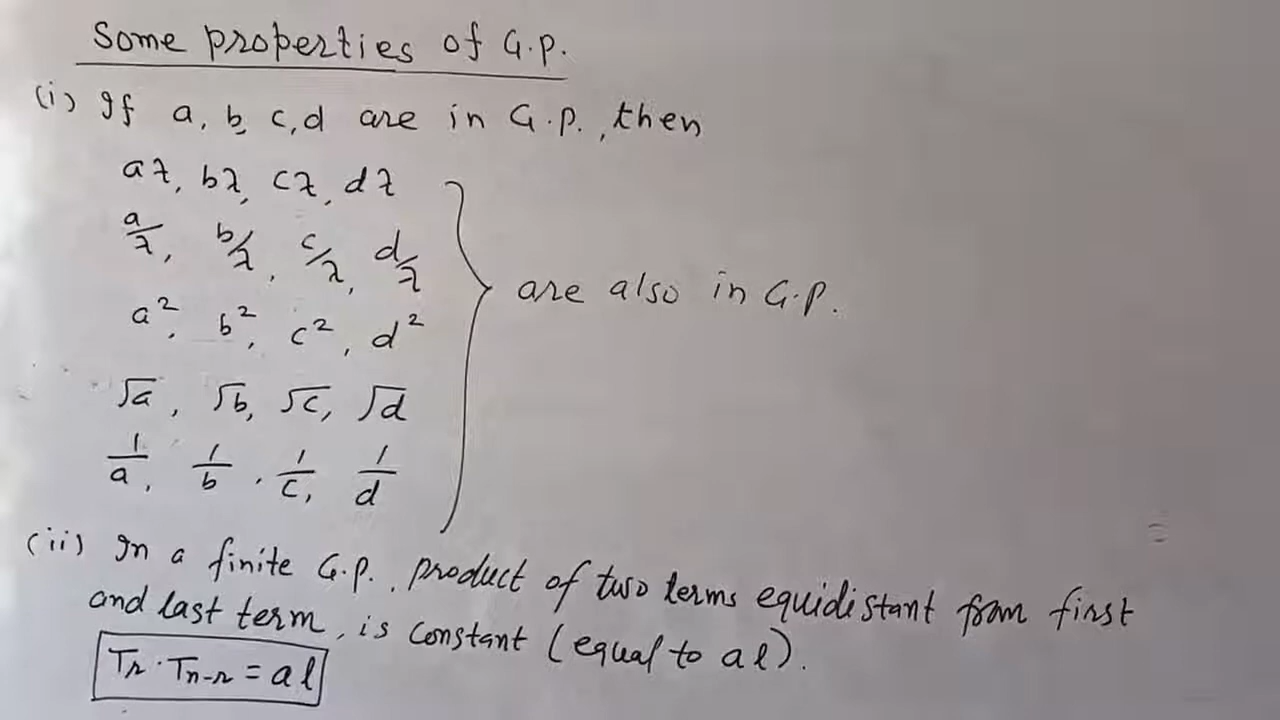 Some properties of G.P.
(i) If a, b, c, d are in G.P., then
aλ, bλ, cλ, dλ
a/λ, b/λ, c/λ, d/λ
are also in G.P.
a², b², c², d²
√a, √b, √c, √d
1/a, 1/b, 1/c, 1/d
(ii) In a finite G.P. product of two terms equidistant from first
and last term, is constant (equal to al).
Tr · Tn-r = al